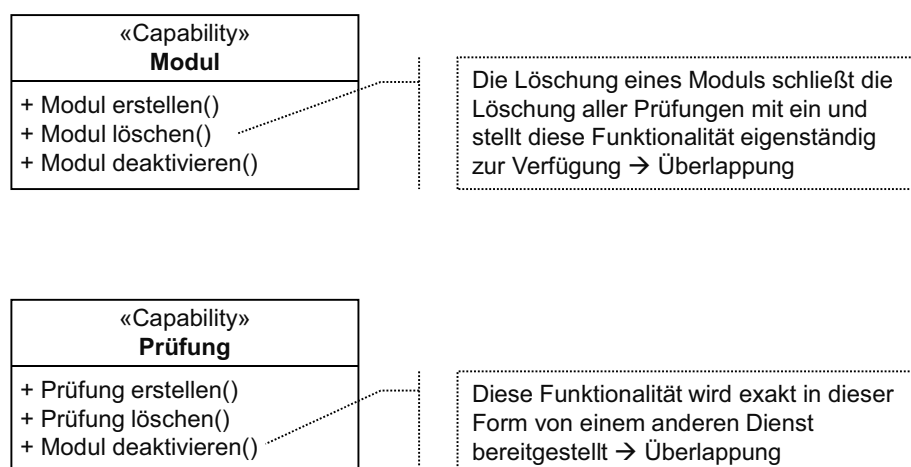 «Capability»
Modul
+ Modul erstellen()
+ Modul löschen()
+ Modul deaktivieren()
Die Löschung eines Moduls schließt die
Löschung aller Prüfungen mit ein und
stellt diese Funktionalität eigenständig
zur Verfügung → Überlappung
«Capability»
Prüfung
+ Prüfung erstellen()
+ Prüfung löschen()
+ Modul deaktivieren()
Diese Funktionalität wird exakt in dieser
Form von einem anderen Dienst
bereitgestellt → Überlappung